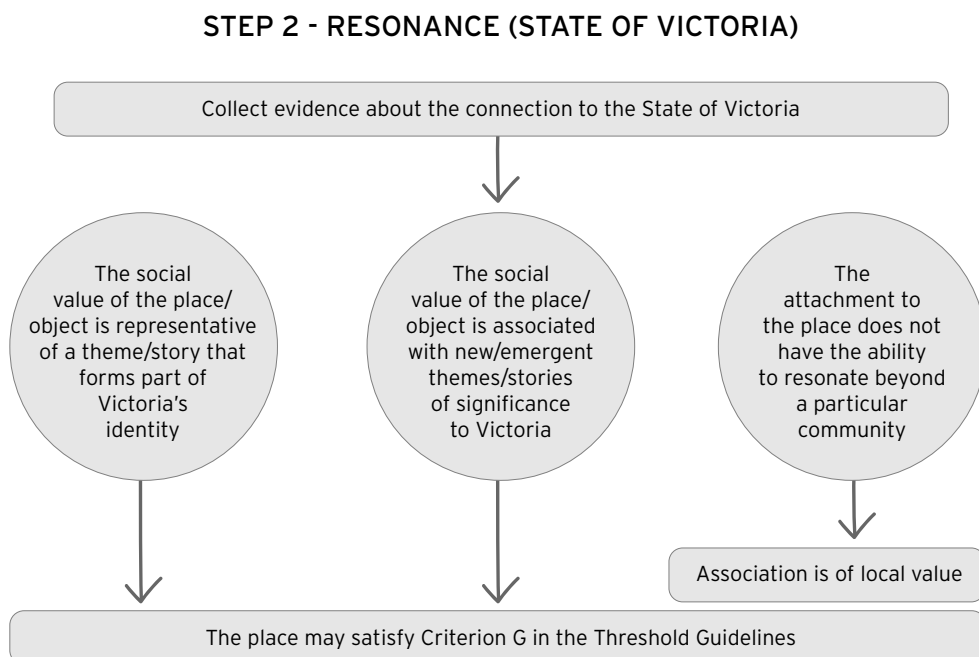 STEP 2 - RESONANCE (STATE OF VICTORIA)
Collect evidence about the connection to the State of Victoria
The social
value of the place/
object is representative
of a theme/story that
forms part of
Victoria's
identity
The social
value of the place/
object is associated
with new/emergent
themes/stories
of significance
to Victoria
The
attachment to
the place does not
have the ability
to resonate beyond
a particular
community
Association is of local value
The place may satisfy Criterion G in the Threshold Guidelines